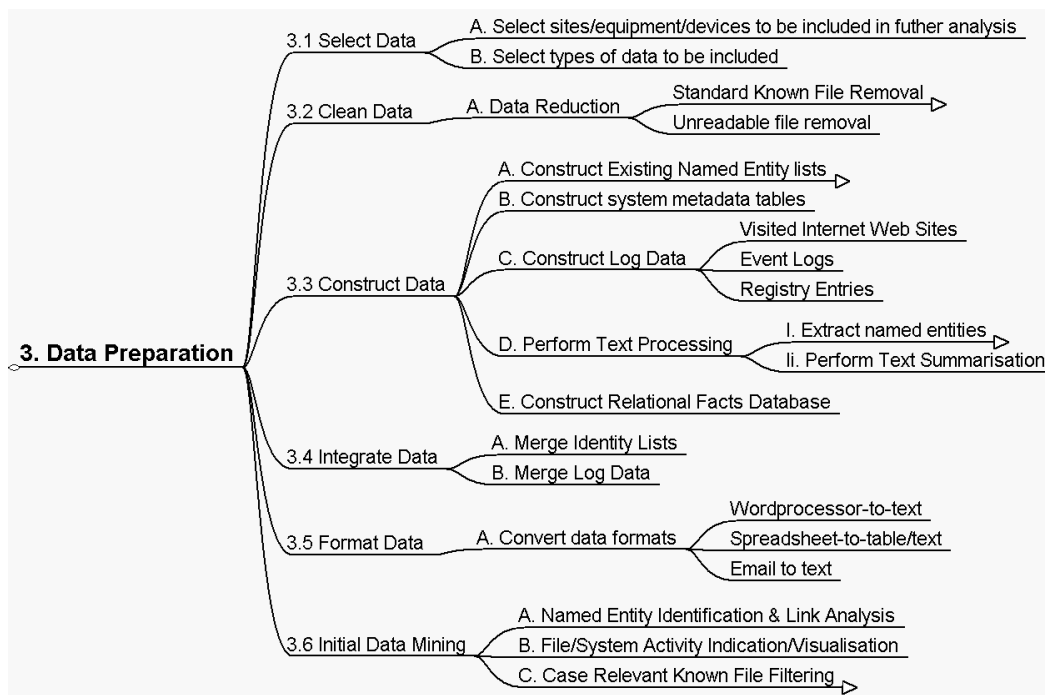 3. Data Preparation
3.1 Select Data
A. Select sites/equipment/devices to be included in futher analysis
B. Select types of data to be included
3.2 Clean Data
A. Data Reduction
Standard Known File Removal
Unreadable file removal
3.3 Construct Data
A. Construct Existing Named Entity lists
B. Construct system metadata tables
C. Construct Log Data
Visited Internet Web Sites
Event Logs
Registry Entries
D. Perform Text Processing
I. Extract named entities
Ii. Perform Text Summarisation
E. Construct Relational Facts Database
3.4 Integrate Data
A. Merge Identity Lists
B. Merge Log Data
3.5 Format Data
A. Convert data formats
Wordprocessor-to-text
Spreadsheet-to-table/text
Email to text
3.6 Initial Data Mining
A. Named Entity Identification & Link Analysis
B. File/System Activity Indication/Visualisation
C. Case Relevant Known File Filtering